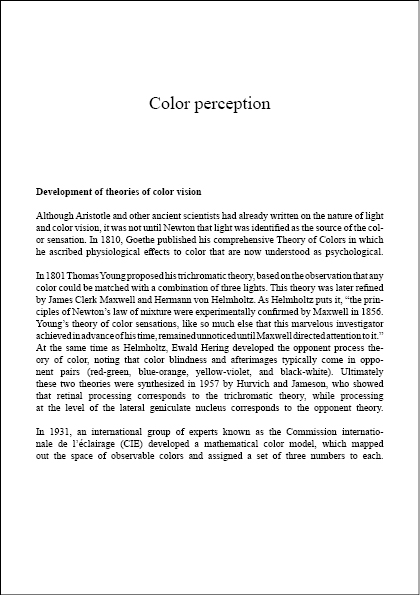 Color perception
Development of theories of color vision
Although Aristotle and other ancient scientists had already written on the nature of light
and color vision, it was not until Newton that light was identified as the source of the col-
or sensation. In 1810, Goethe published his comprehensive Theory of Colors in which
he ascribed physiological effects to color that are now understood as psychological.
In 1801 Thomas Young proposed his trichromatic theory, based on the observation that any
color could be matched with a combination of three lights. This theory was later refined
by James Clerk Maxwell and Hermann von Helmholtz. As Helmholtz puts it, “the prin-
ciples of Newton’s law of mixture were experimentally confirmed by Maxwell in 1856.
Young’s theory of color sensations, like so much else that this marvelous investigator
achieved in advance of his time, remained unnoticed until Maxwell directed attention to it.”
At the same time as Helmholtz, Ewald Hering developed the opponent process the-
ory of color, noting that color blindness and afterimages typically come in oppo-
nent pairs (red-green, blue-orange, yellow-violet, and black-white). Ultimately
these two theories were synthesized in 1957 by Hurvich and Jameson, who showed
that retinal processing corresponds to the trichromatic theory, while processing
at the level of the lateral geniculate nucleus corresponds to the opponent theory.
In 1931, an international group of experts known as the Commission internatio-
nale de l’éclairage (CIE) developed a mathematical color model, which mapped
out the space of observable colors and assigned a set of three numbers to each.